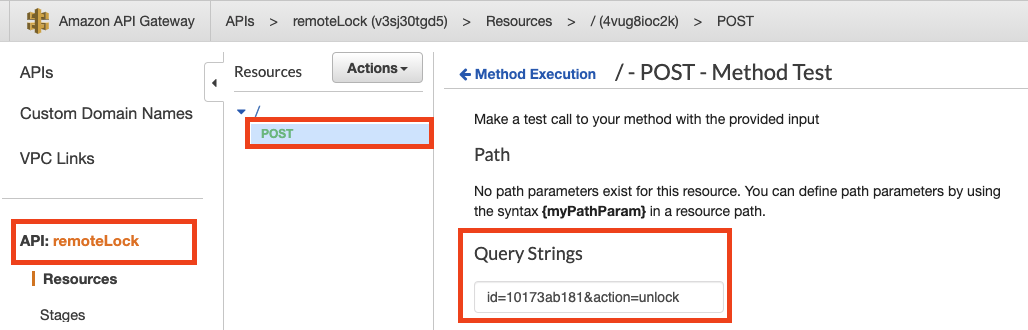 Amazon API Gateway APIs > remoteLock (v3sj30tgd5) > Resources > / (4vug8ioc2k) > POST
APIs
Custom Domain Names
VPC Links
API: remoteLock
Resources
Stages
Resources Actions
/
POST
Method Execution / - POST - Method Test
Make a test call to your method with the provided input
Path
No path parameters exist for this resource. You can define path parameters by using
the syntax {myPathParam} in a resource path.
Query Strings
id=10173ab181&action=unlock